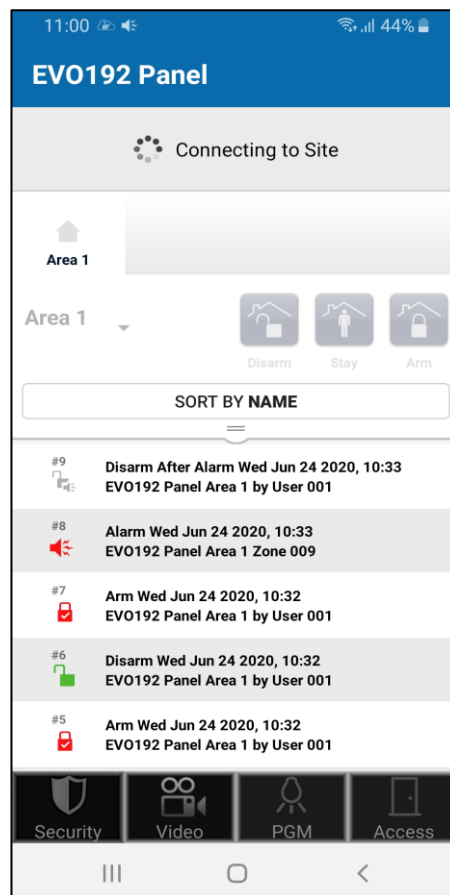 11:00 44%
EVO192 Panel
Connecting to Site
Area 1
Area 1
Disarm Stay Arm
SORT BY NAME
#9
Disarm After Alarm Wed Jun 24 2020, 10:33
EVO192 Panel Area 1 by User 001
#8
Alarm Wed Jun 24 2020, 10:33
EVO192 Panel Area 1 Zone 009
#7
Arm Wed Jun 24 2020, 10:32
EVO192 Panel Area 1 by User 001
#6
Disarm Wed Jun 24 2020, 10:32
EVO192 Panel Area 1 by User 001
#5
Arm Wed Jun 24 2020, 10:32
EVO192 Panel Area 1 by User 001
Security Video PGM Access